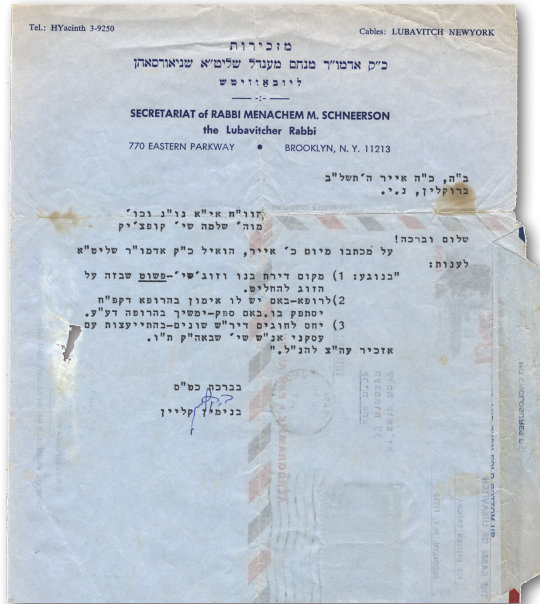 Tel.: HYacinth 3-9250
Cables: LUBAVITCH NEWYORK
מזכירות
כ"ק אדמו"ר מנחם מענדל שליט"א שניאורסאהן
ליובאוויטש
SECRETARIAT of RABBI MENACHEM M. SCHNEERSON
the Lubavitcher Rabbi
770 EASTERN PARKWAY • BROOKLYN, N. Y. 11213
ב"ה, כ"ה אייר ה'תשל"ב
ברוקלין, נ.י.
הוו"ח אי"א נו"נ וכו'
מוה' שלמה שי' קופצ'יק
שלום וברכה!
על מכתבו מיום כ' אייר, הואיל כ"ק אדמו"ר שליט"א
לענות:
"בנוגע: 1) מקום דירת בנו וזוג'שי'-פשוט שבזה על
הזוג להחליט.
2)לרופא-באם יש לו אימון בהרופא דקפ"ח
יסתפק בו.באם ספק-ימשיך בהרופא דע"ע.
3) יחס לחוגים דיר"ש שונים-בהתייעצות עם
עסקני אנ"ש שי' שבאה"ק ת"ו.
אזכיר עה"צ להנ"ל."
בברכת כט"ס
בנימין קליין